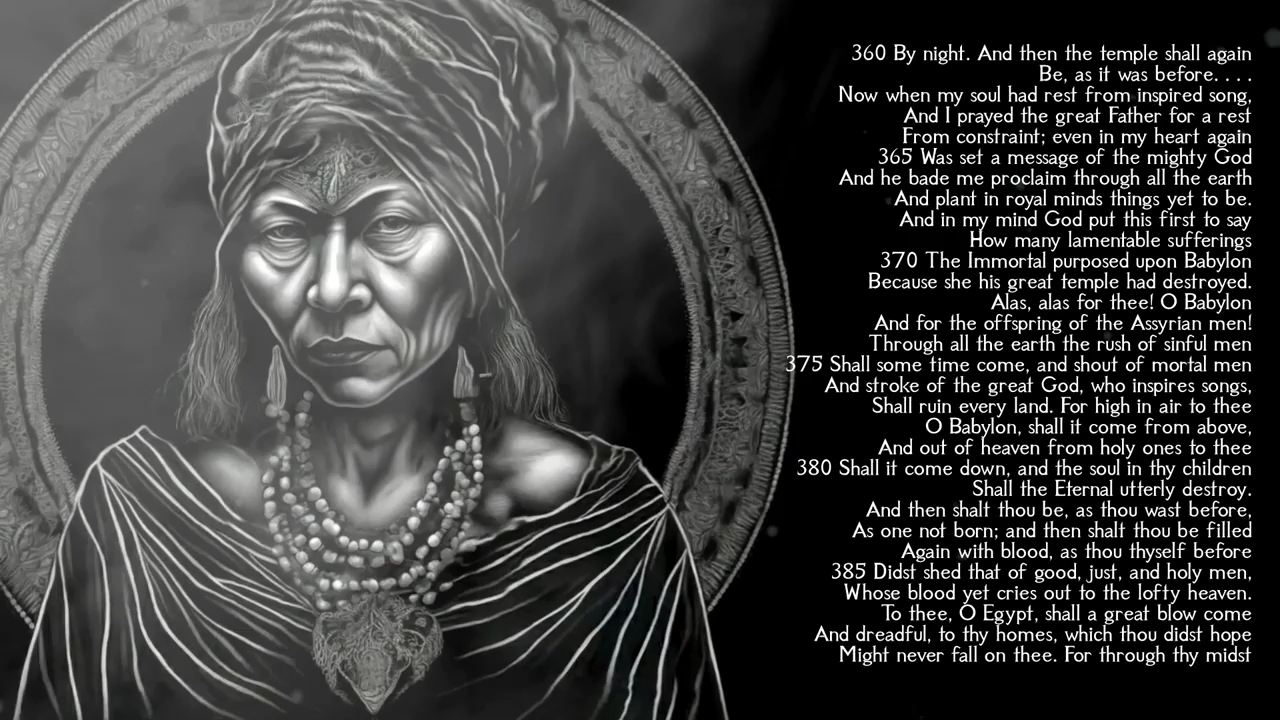 360 By night. And then the temple shall again
Be, as it was before. . . .
Now when my soul had rest from inspired song,
And I prayed the great Father for a rest
From constraint; even in my heart again
365 Was set a message of the mighty God
And he bade me proclaim through all the earth
And plant in royal minds things yet to be.
And in my mind God put this first to say
How many lamentable sufferings
370 The Immortal purposed upon Babylon
Because she his great temple had destroyed.
Alas, alas for thee! O Babylon
And for the offspring of the Assyrian men!
Through all the earth the rush of sinful men
375 Shall some time come, and shout of mortal men
And stroke of the great God, who inspires songs,
Shall ruin every land. For high in air to thee
O Babylon, shall it come from above,
And out of heaven from holy ones to thee
380 Shall it come down, and the soul in thy children
Shall the Eternal utterly destroy.
And then shalt thou be, as thou wast before,
As one not born; and then shalt thou be filled
Again with blood, as thou thyself before
385 Didst shed that of good, just, and holy men,
Whose blood yet cries out to the lofty heaven.
To thee, O Egypt, shall a great blow come
And dreadful, to thy homes, which thou didst hope
Might never fall on thee. For through thy midst